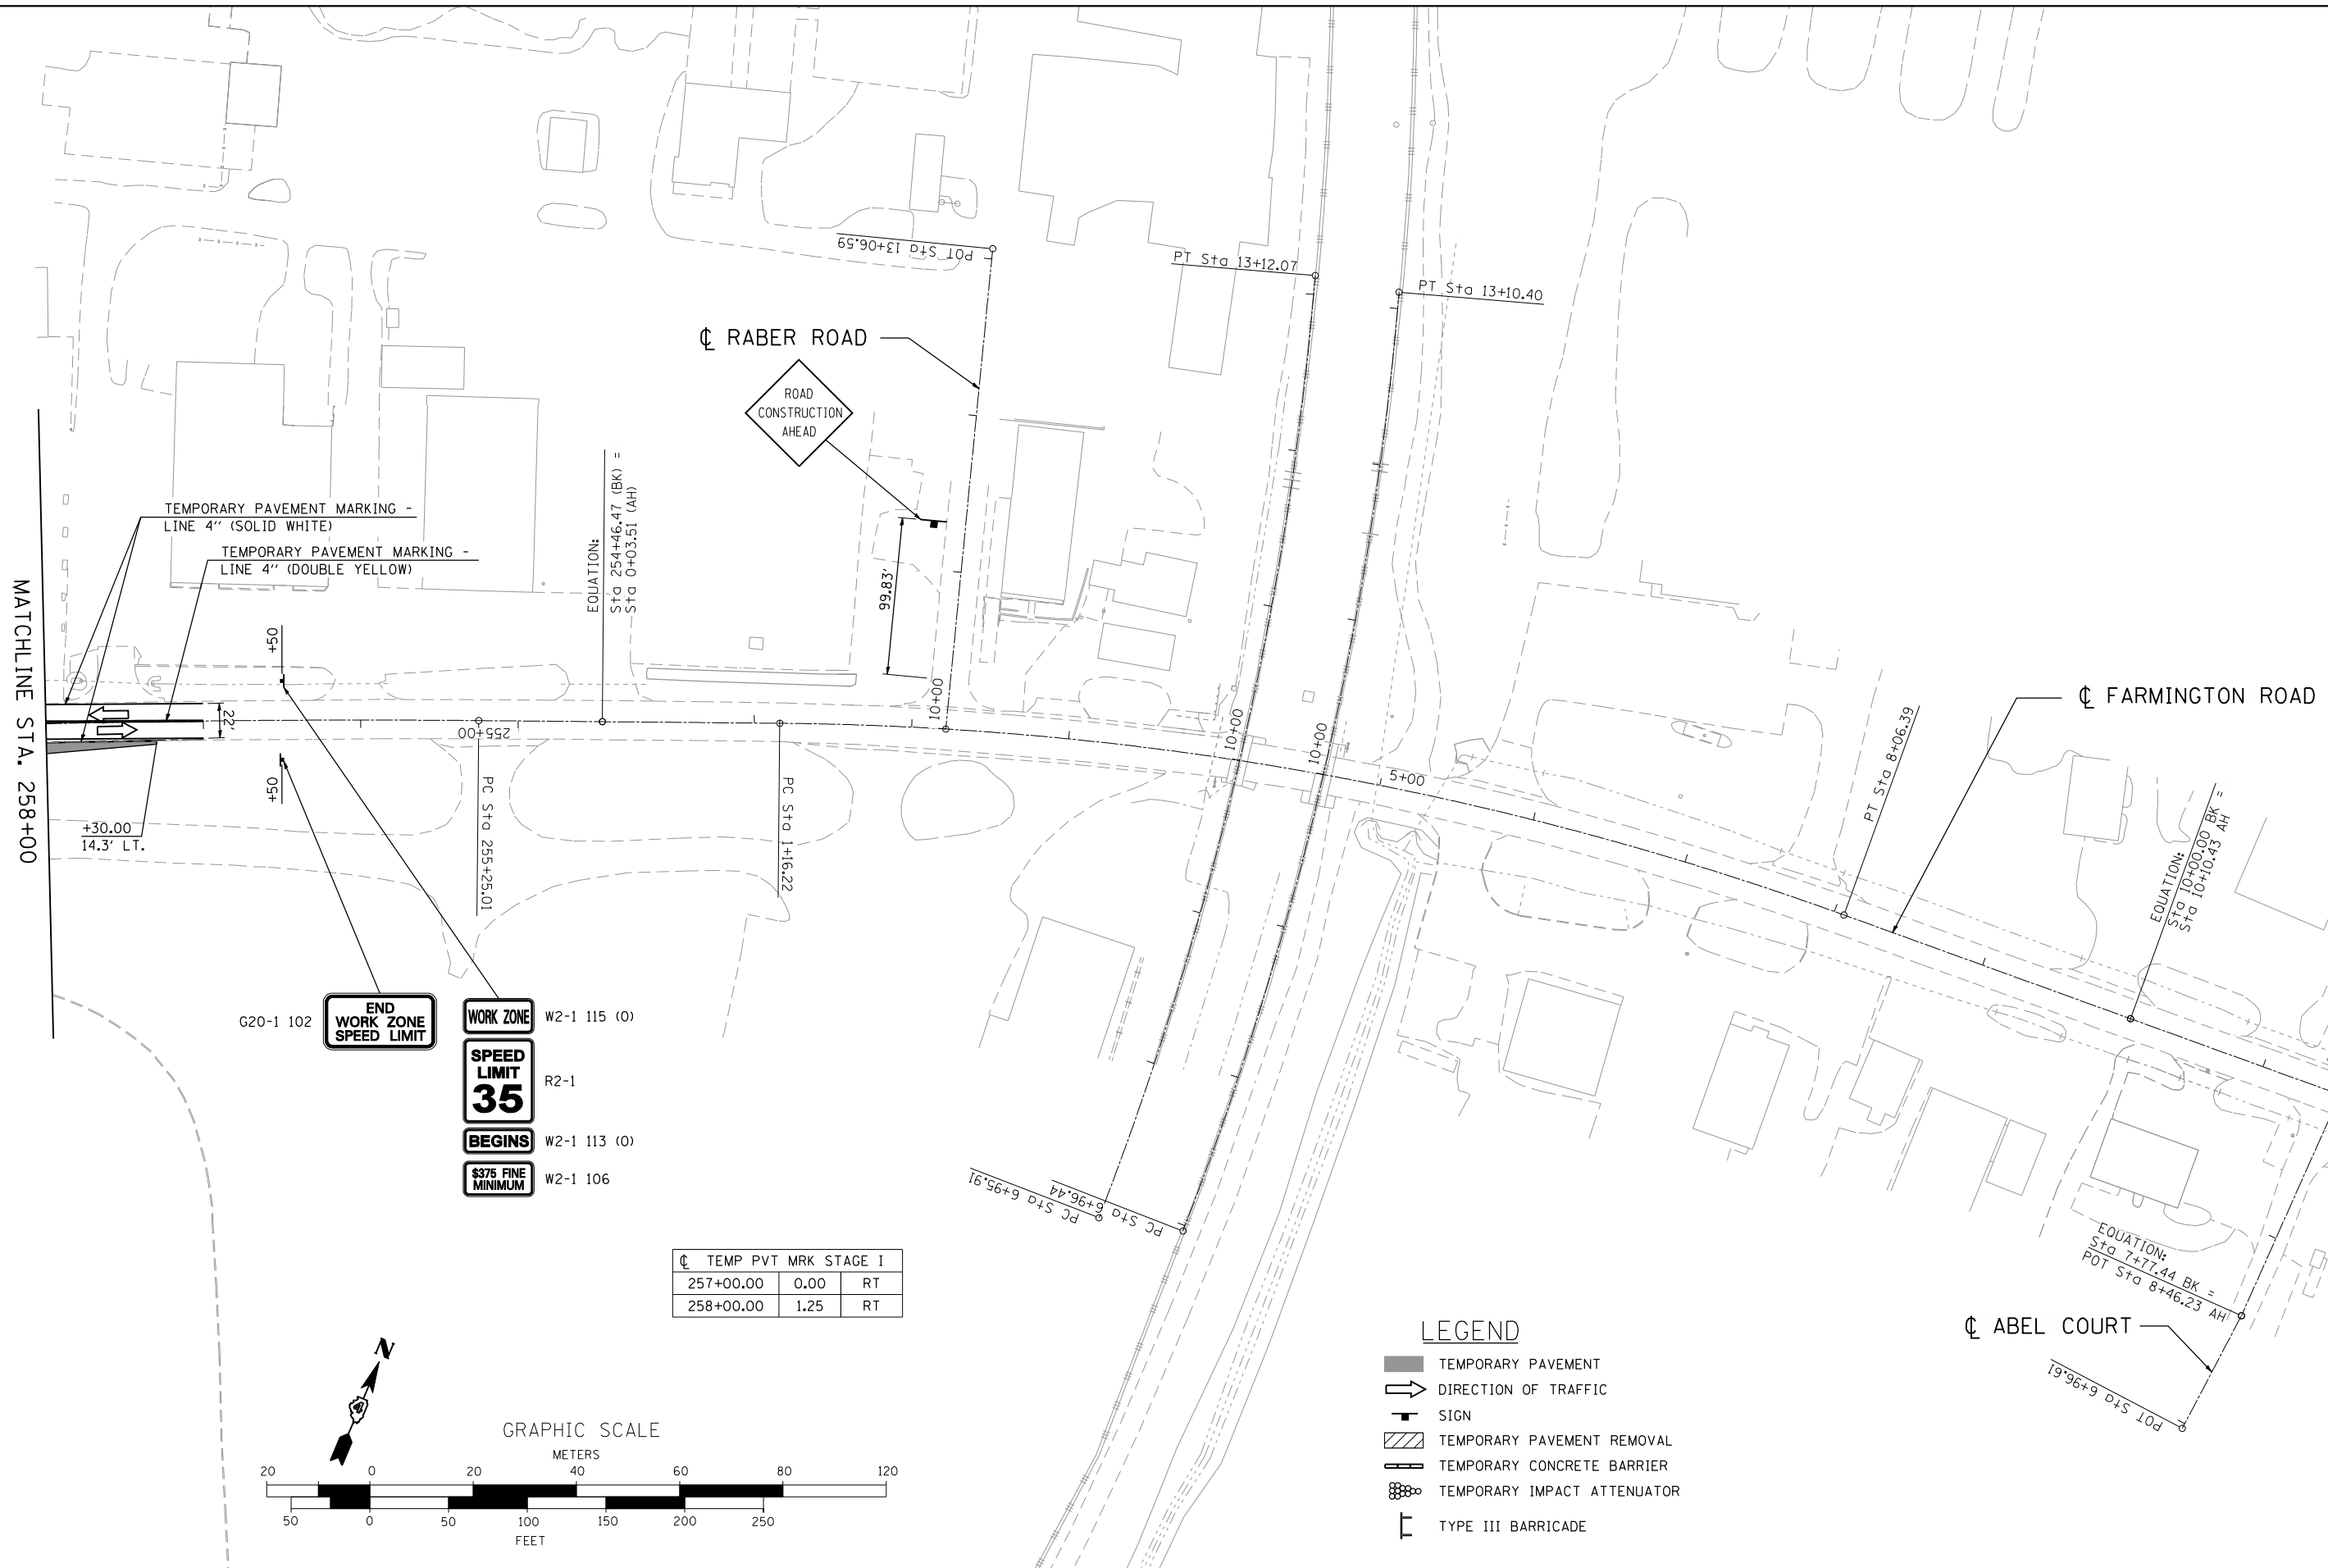 POT Sta 13+06.59
PT Sta 13+12.07
PT Sta 13+10.40
℄ RABER ROAD
ROAD
CONSTRUCTION
AHEAD
EQUATION:
Sta 254+46.47 (BK) =
Sta 0+03.51 (AH)
TEMPORARY PAVEMENT MARKING -
LINE 4'' (SOLID WHITE)
TEMPORARY PAVEMENT MARKING -
LINE 4'' (DOUBLE YELLOW)
99.83'
MATCHLINE STA. 258+00
+50
22'
10+00
255+00
10+00
10+00
5+00
℄ FARMINGTON ROAD
PT Sta 8+06.39
EQUATION:
Sta 10+00.00 BK =
Sta 10+10.43 AH
+50
+30.00
14.3' LT.
PC Sta 255+25.01
PC Sta 1+16.22
G20-1 102
END
WORK ZONE
SPEED LIMIT
WORK ZONE
W2-1 115 (O)
SPEED
LIMIT
35
R2-1
BEGINS
W2-1 113 (O)
$375 FINE
MINIMUM
W2-1 106
PC Sta 6+95.91
PC Sta 6+96.44
EQUATION:
Sta 7+77.44 BK =
POT Sta 8+46.23 AH
℄ ABEL COURT
POT Sta 6+96.61
℄ TEMP PVT MRK STAGE I
257+00.00 0.00 RT
258+00.00 1.25 RT
N
4
GRAPHIC SCALE
METERS
20 0 20 40 60 80 120
50 0 50 100 150 200 250
FEET
LEGEND
TEMPORARY PAVEMENT
DIRECTION OF TRAFFIC
SIGN
TEMPORARY PAVEMENT REMOVAL
TEMPORARY CONCRETE BARRIER
TEMPORARY IMPACT ATTENUATOR
TYPE III BARRICADE